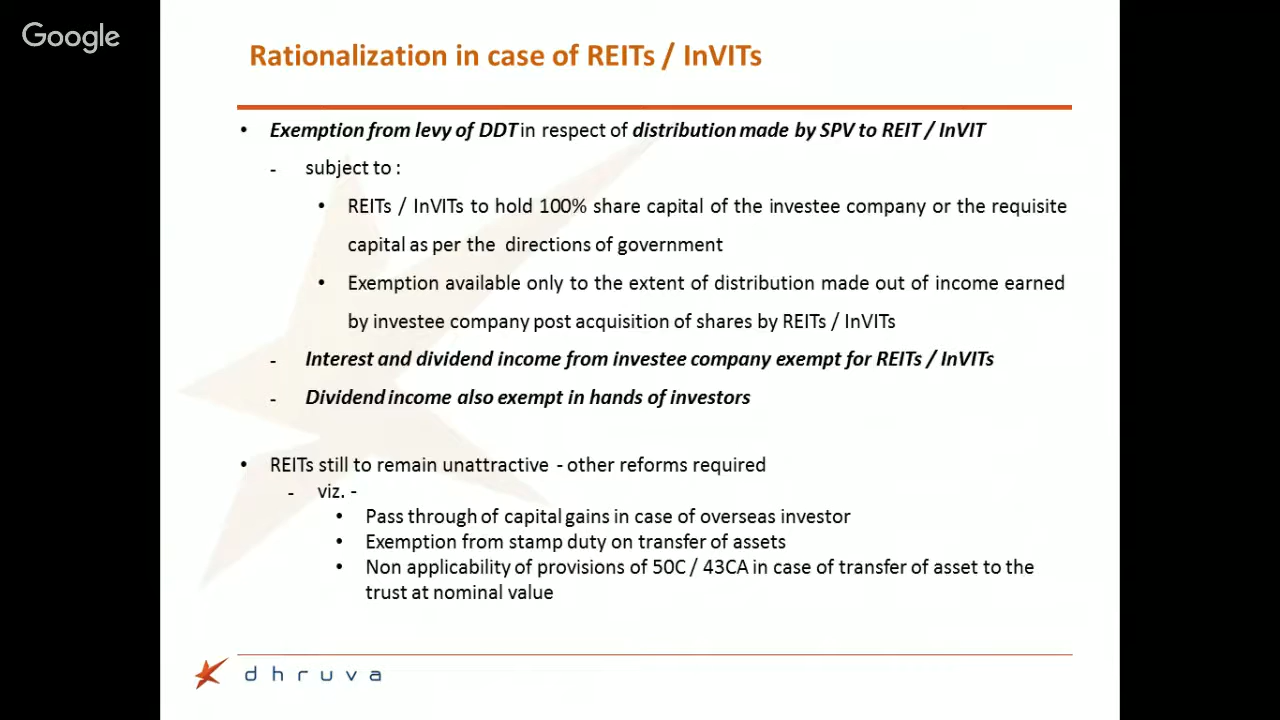 Google
Rationalization in case of REITs / InVITs
• Exemption from levy of DDT in respect of distribution made by SPV to REIT / InVIT
- subject to :
• REITs / InVITs to hold 100% share capital of the investee company or the requisite
capital as per the directions of government
• Exemption available only to the extent of distribution made out of income earned
by investee company post acquisition of shares by REITs / InVITs
- Interest and dividend income from investee company exempt for REITs / InVITs
- Dividend income also exempt in hands of investors
• REITs still to remain unattractive - other reforms required
- viz. -
• Pass through of capital gains in case of overseas investor
• Exemption from stamp duty on transfer of assets
• Non applicability of provisions of 50C / 43CA in case of transfer of asset to the
trust at nominal value
dhruva